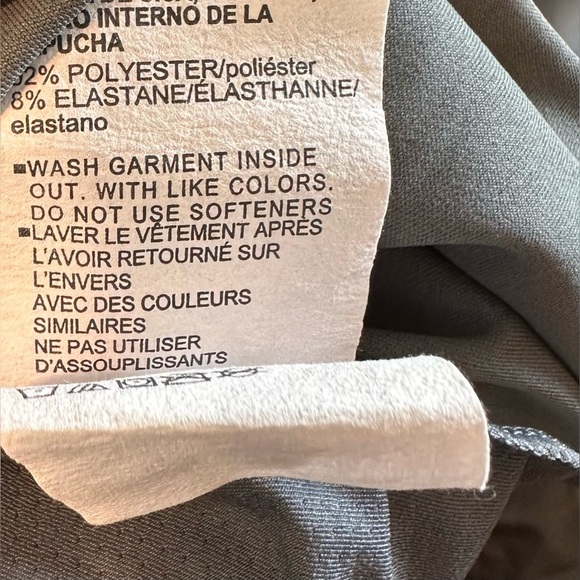 INTERNO DE LA
PUCHA
2% POLYESTER/poliéster
8% ELASTANE/ÉLASTHANNE/
elastano
WASH GARMENT INSIDE
OUT. WITH LIKE COLORS.
DO NOT USE SOFTENERS
LAVER LE VÊTEMENT APRÈS
L'AVOIR RETOURNÉ SUR
L'ENVERS
AVEC DES COULEURS
SIMILAIRES
NE PAS UTILISER
D'ASSOUPLISSANTS